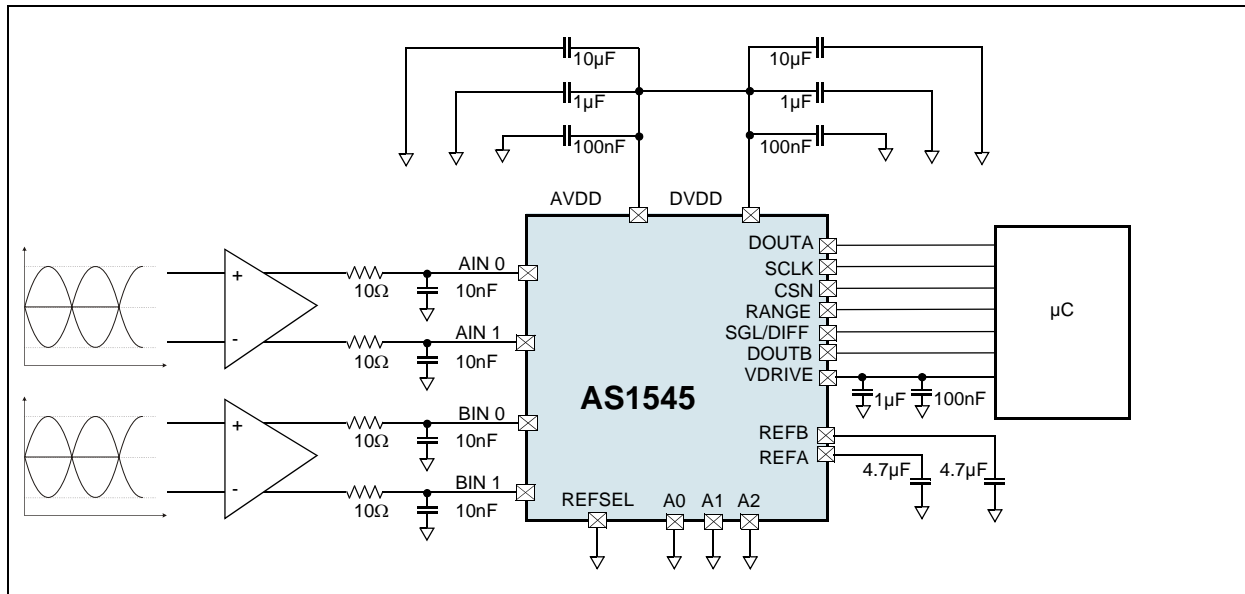 10µF 10µF
1µF 1µF
100nF 100nF
AVDD DVDD
DOUTA
SCLK
CSN
RANGE
SGL/DIFF
DOUTB
VDRIVE
µC
+
-
10Ω
AIN 0
10nF
10Ω
AIN 1
10nF
AS1545
1µF 100nF
+
-
10Ω
BIN 0
10nF
10Ω
BIN 1
10nF
REFB
REFA
4.7µF 4.7µF
REFSEL A0 A1 A2